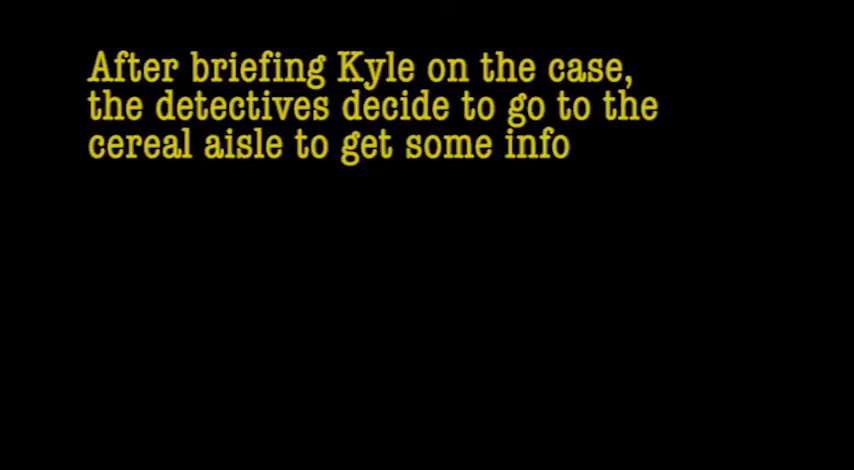 After briefing Kyle on the case,
the detectives decide to go to the
cereal aisle to get some info